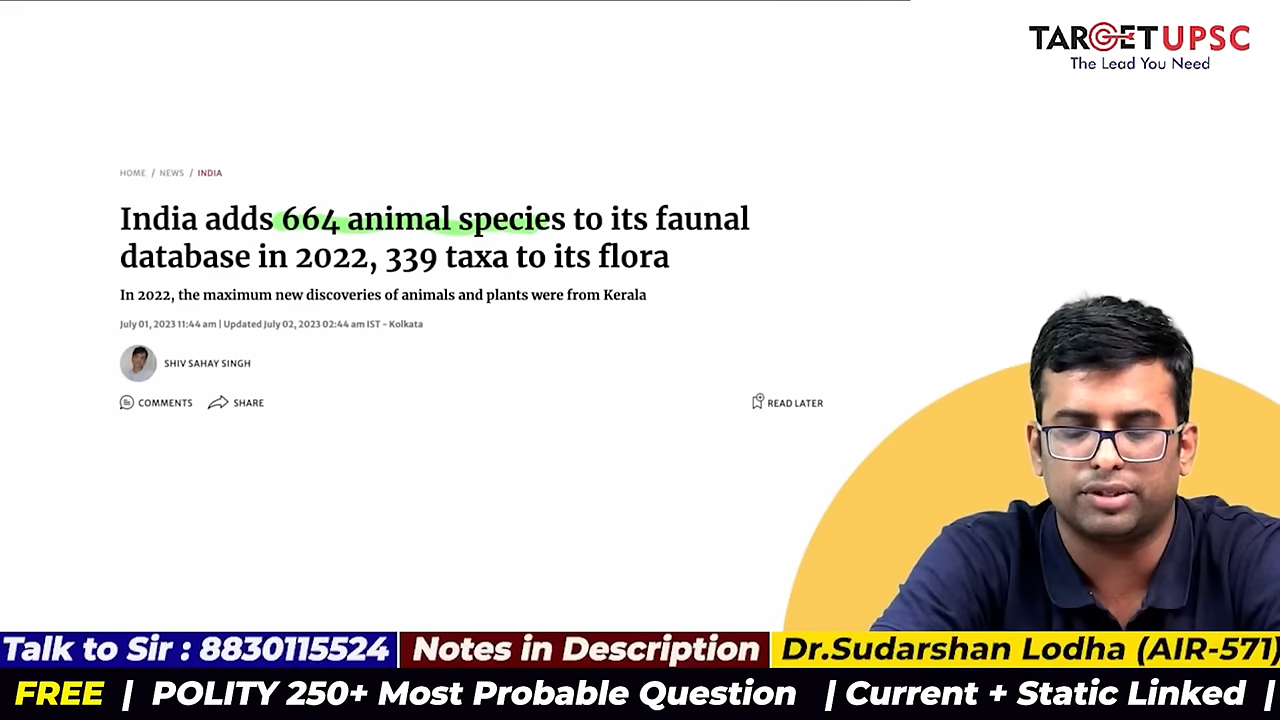 TARGET UPSC
The Lead You Need
HOME / NEWS / INDIA
India adds 664 animal species to its faunal
database in 2022, 339 taxa to its flora
In 2022, the maximum new discoveries of animals and plants were from Kerala
July 01, 2023 11:44 am | Updated July 02, 2023 02:44 am IST - Kolkata
SHIV SAHAY SINGH
COMMENTS SHARE READ LATER
Talk to Sir : 8830115524 Notes in Description Dr.Sudarshan Lodha (AIR-571)
FREE | POLITY 250+ Most Probable Question | Current + Static Linked |